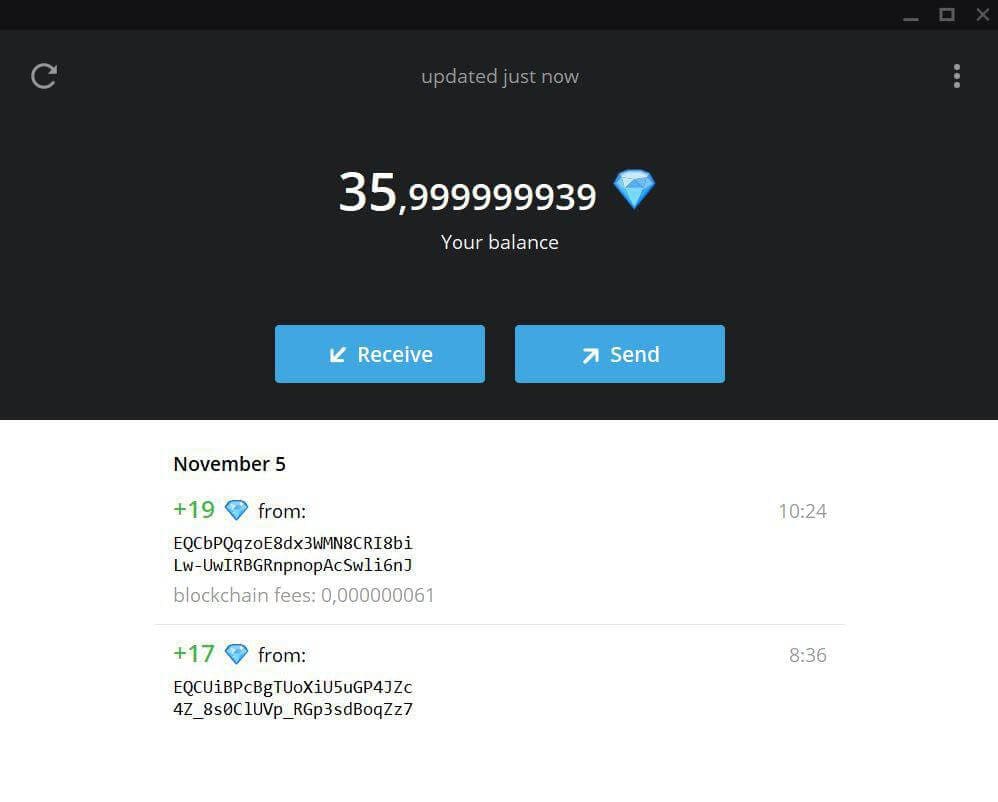 updated just now
35,999999939
Your balance
Receive
Send
November 5
+19 from:
10:24
EQCbPQqzoE8dx3WMN8CRI8bi
Lw-UwIRBGRnpnopAcSwli6nJ
blockchain fees: 0,000000061
+17 from:
8:36
EQCUiBPcBgTUoXiU5uGP4JZc
4Z_8s0ClUVp_RGp3sdBoqZz7